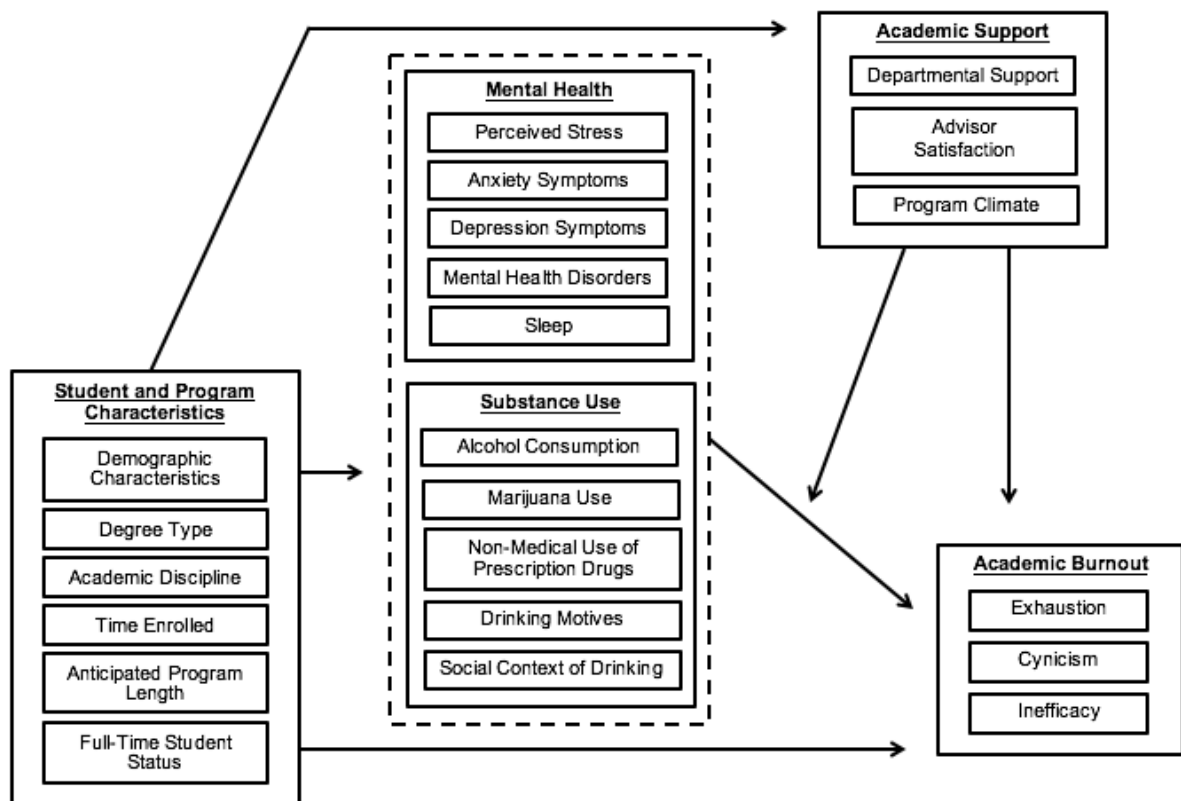 Academic Support
Departmental Support
Advisor
Satisfaction
Program Climate
Mental Health
Perceived Stress
Anxiety Symptoms
Depression Symptoms
Mental Health Disorders
Sleep
Student and Program
Characteristics
Demographic
Characteristics
Degree Type
Academic Discipline
Time Enrolled
Anticipated Program
Length
Full-Time Student
Status
Substance Use
Alcohol Consumption
Marijuana Use
Non-Medical Use of
Prescription Drugs
Drinking Motives
Social Context of Drinking
Academic Burnout
Exhaustion
Cynicism
Inefficacy